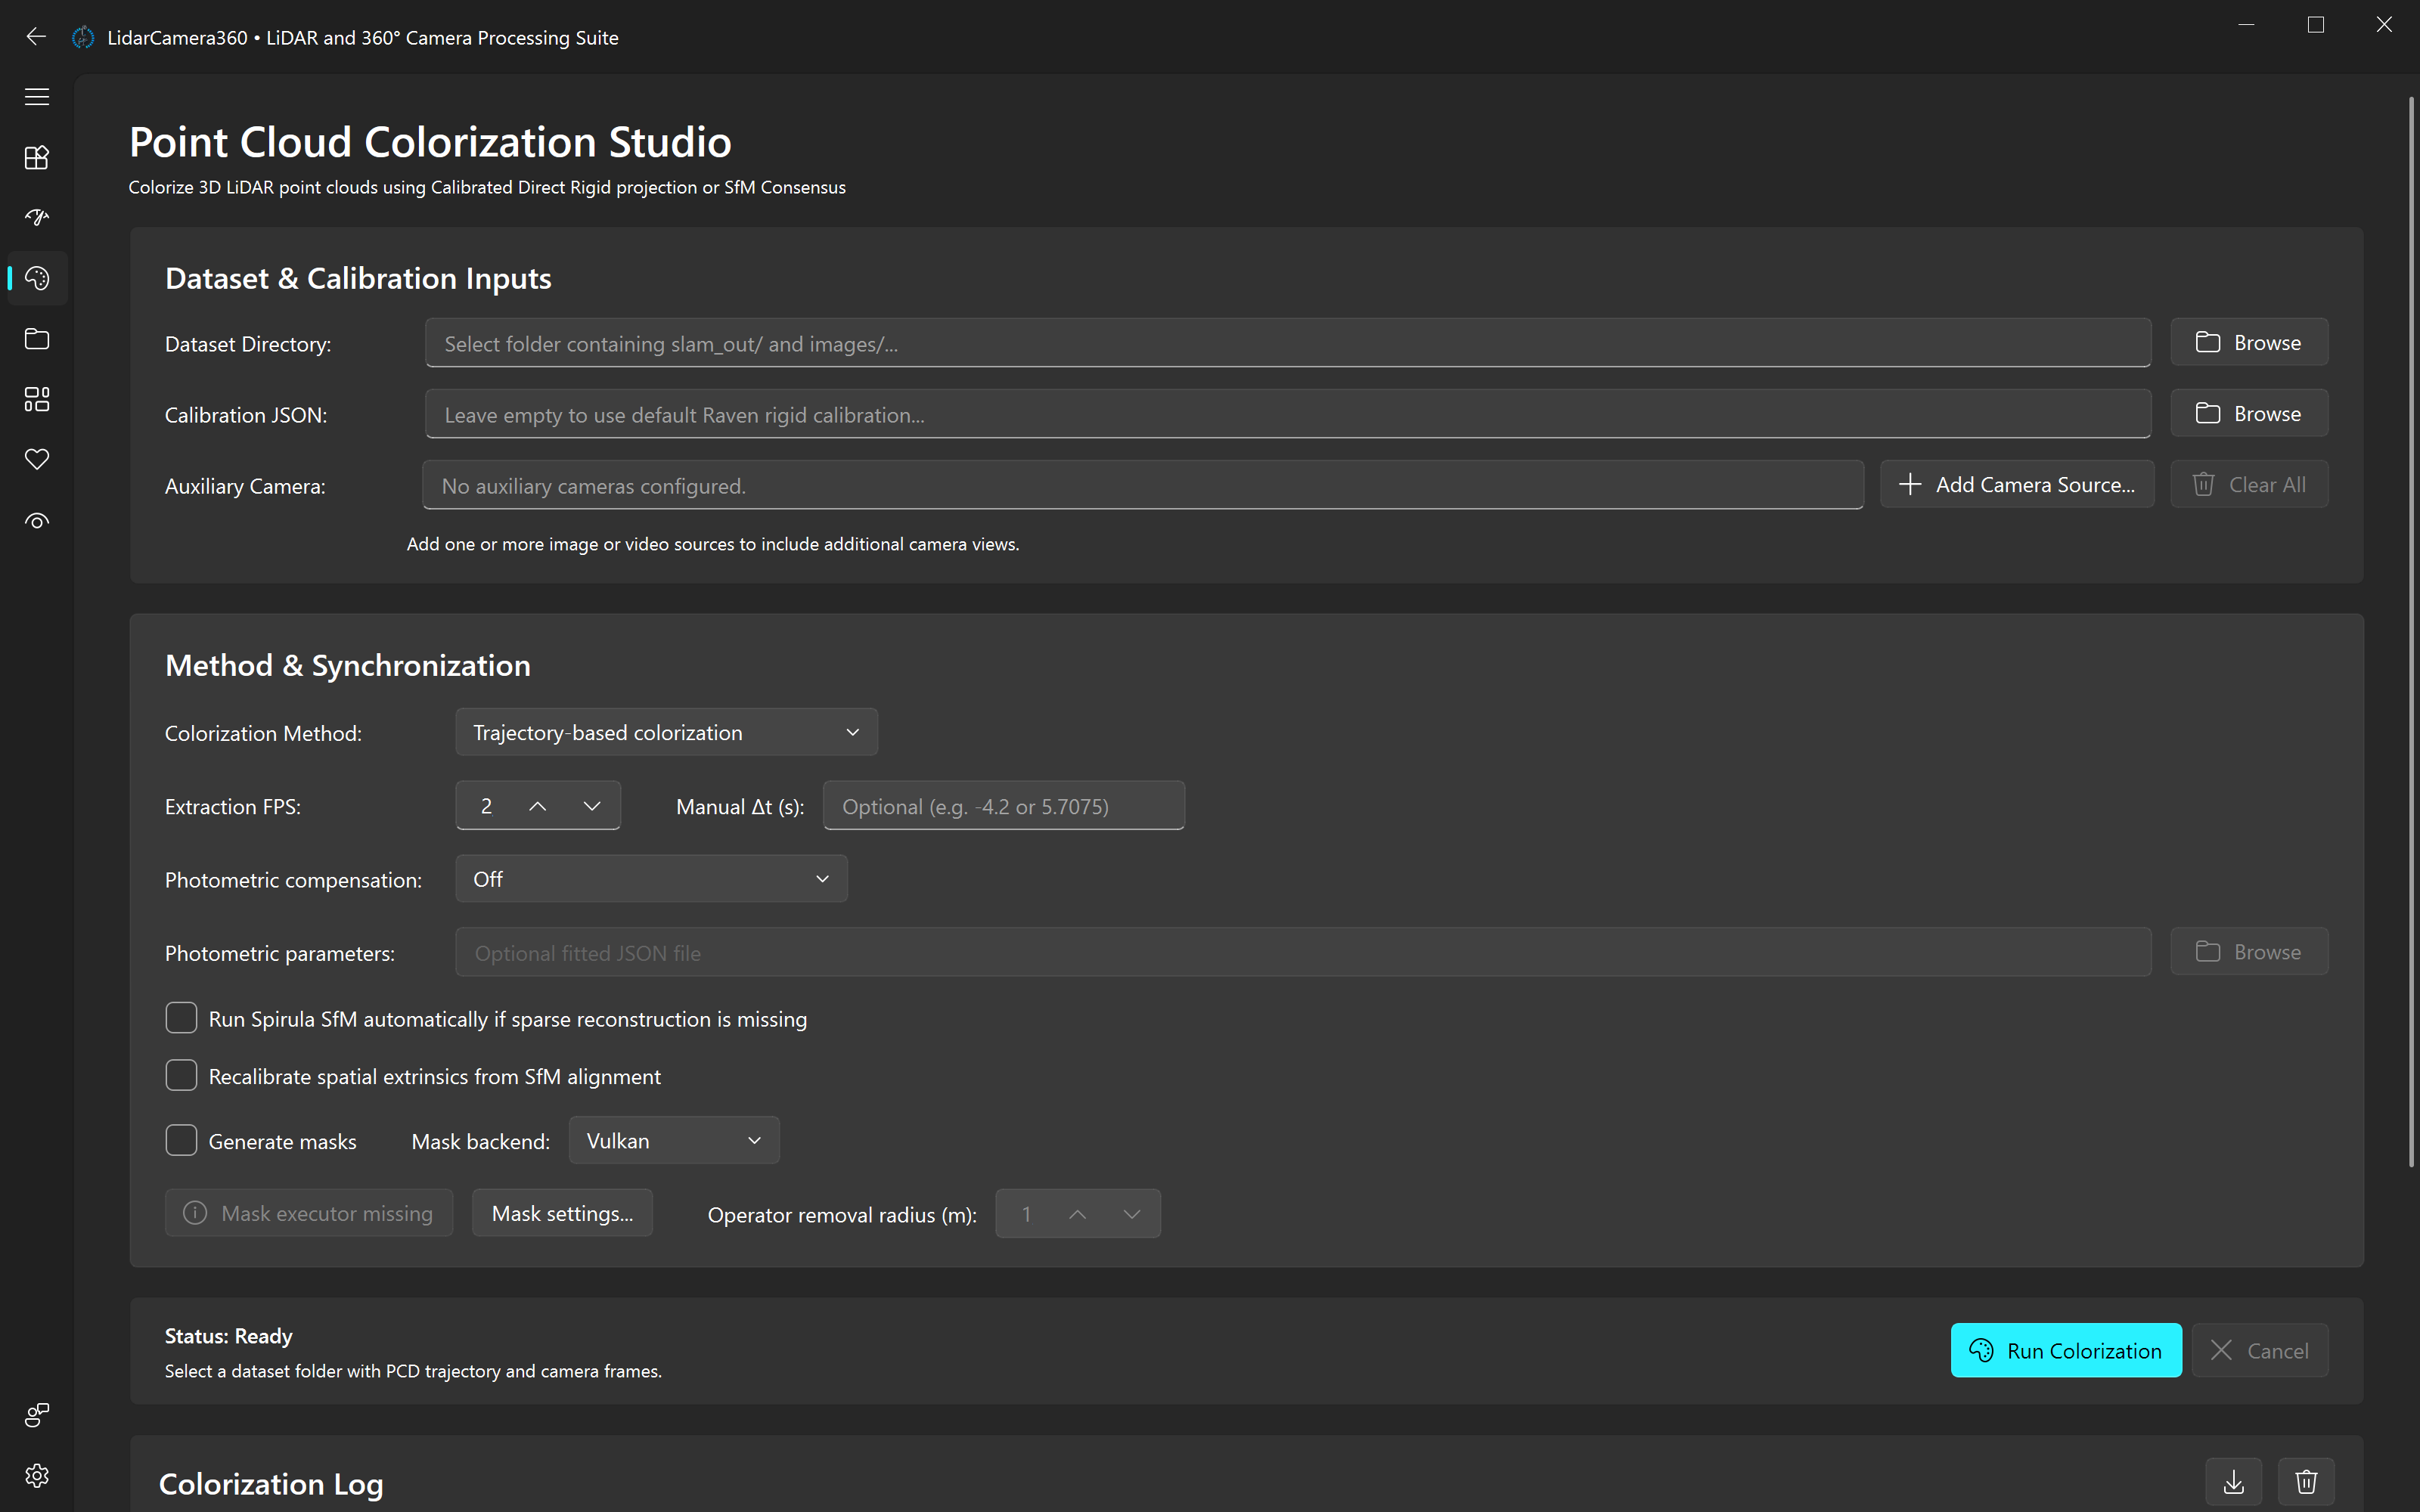 LidarCamera360 • LiDAR and 360° Camera Processing Suite
Point Cloud Colorization Studio
Colorize 3D LiDAR point clouds using Calibrated Direct Rigid projection or SfM Consensus
Dataset & Calibration Inputs
Dataset Directory: Select folder containing slam_out/ and images/... Browse
Calibration JSON: Leave empty to use default Raven rigid calibration... Browse
Auxiliary Camera: No auxiliary cameras configured. Add Camera Source... Clear All
Add one or more image or video sources to include additional camera views.
Method & Synchronization
Colorization Method: Trajectory-based colorization
Extraction FPS: 2 Manual Δt (s): Optional (e.g. -4.2 or 5.7075)
Photometric compensation: Off
Photometric parameters: Optional fitted JSON file Browse
Run Spirula SfM automatically if sparse reconstruction is missing
Recalibrate spatial extrinsics from SfM alignment
Generate masks Mask backend: Vulkan
Mask executor missing Mask settings... Operator removal radius (m): 1
Status: Ready
Select a dataset folder with PCD trajectory and camera frames.
Run Colorization Cancel
Colorization Log